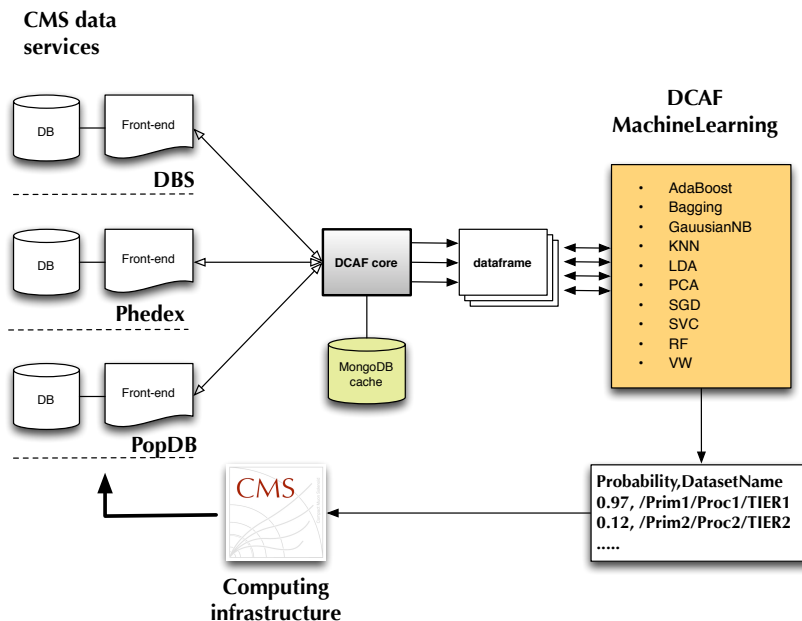 CMS data
services
DB
Front-end
DBS
DB
Front-end
Phedex
DB
Front-end
PopDB
DCAF core
MongoDB
cache
dataframe
DCAF
MachineLearning
• AdaBoost
• Bagging
• GauusianNB
• KNN
• LDA
• PCA
• SGD
• SVC
• RF
• VW
Probability,DatasetName
0.97, /Prim1/Proc1/TIER1
0.12, /Prim2/Proc2/TIER2
.....
CMS
Computing
infrastructure